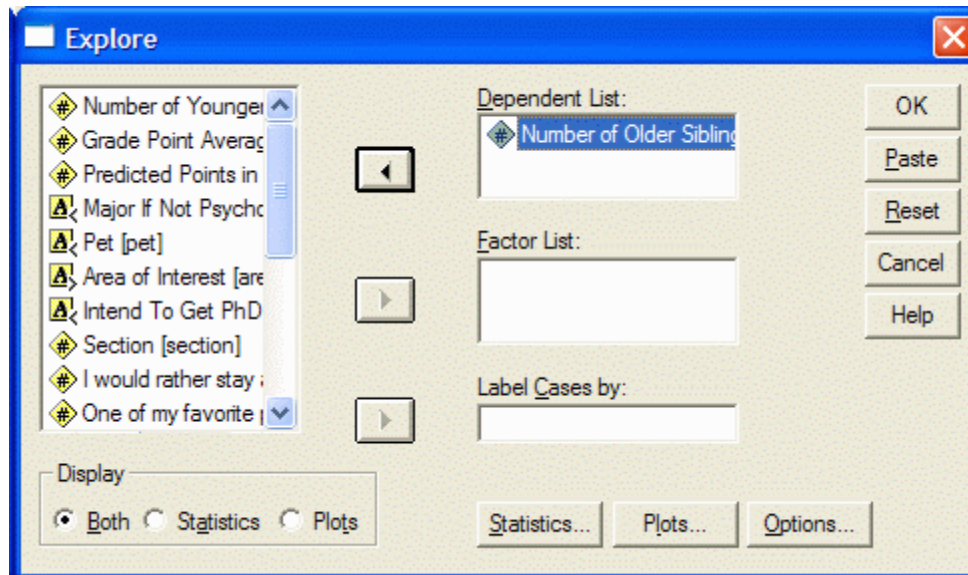 Explore
Number of Younger
Grade Point Averag
Predicted Points in
Major If Not Psycho
Pet [pet]
Area of Interest [are
Intend To Get PhD
Section [section]
I would rather stay a
One of my favorite p
Dependent List:
Number of Older Sibling
Factor List:
Label Cases by:
OK
Paste
Reset
Cancel
Help
Display
Both Statistics Plots
Statistics... Plots... Options...